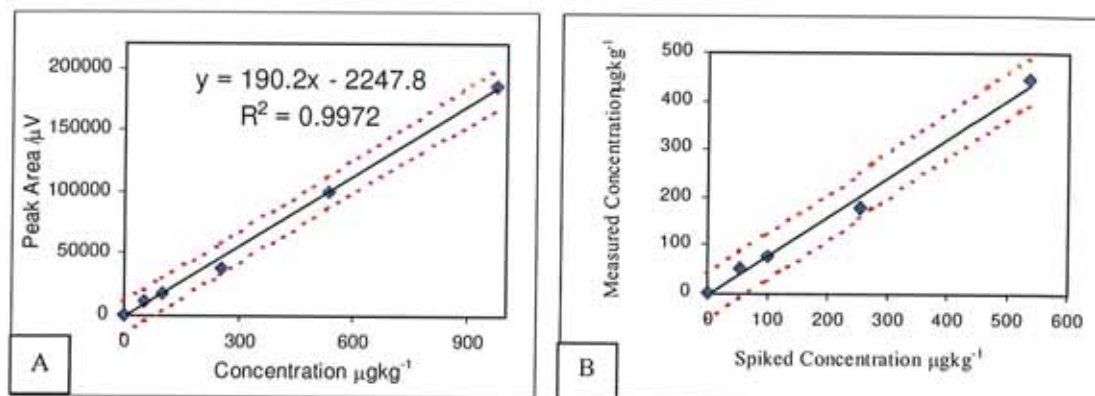 200000
150000
100000
50000
0
Peak Area /µV
y = 190.2x - 2247.8
R² = 0.9972
0 300 600 900
Concentration µgkg⁻¹
A
500
400
300
200
100
0
Measured Concentrationµgkg⁻¹
0 100 200 300 400 500 600
Spiked Concentration µgkg⁻¹
B